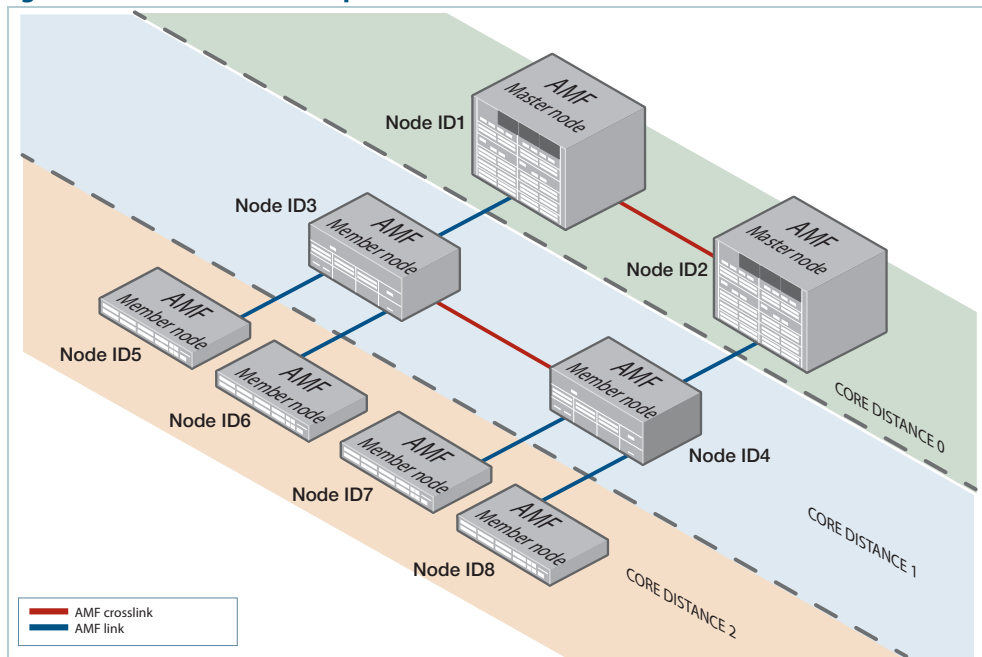 AMF
Master node
Node ID1
AMF
Master node
Node ID2
Node ID3
AMF
Member node
AMF
Member node
Node ID4
AMF
Member node
Node ID5
AMF
Member node
Node ID6
AMF
Member node
Node ID7
AMF
Member node
Node ID8
CORE DISTANCE 0
CORE DISTANCE 1
CORE DISTANCE 2
AMF crosslink
AMF link